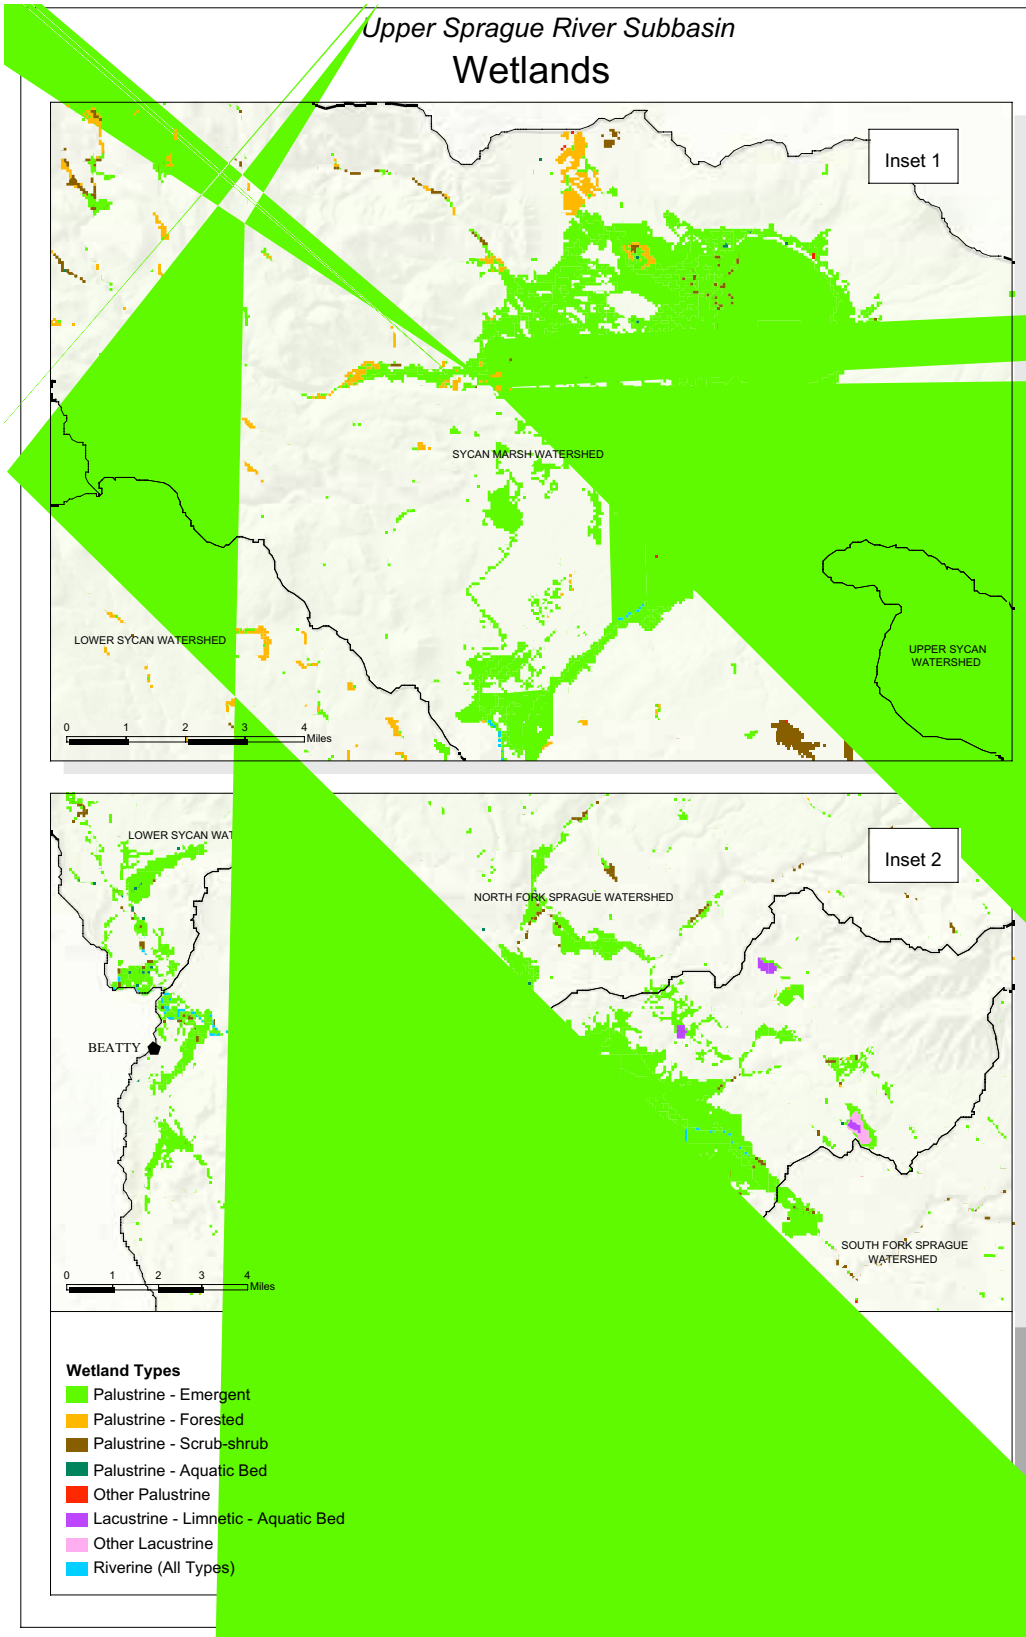 Upper Sprague River Subbasin
Wetlands
Inset 1
SYCAN MARSH WATERSHED
LOWER SYCAN WATERSHED
UPPER SYCAN
WATERSHED
0 1 2 3 4
Miles
LOWER SYCAN WAT
Inset 2
NORTH FORK SPRAGUE WATERSHED
BEATTY
SOUTH FORK SPRAGUE
WATERSHED
0 1 2 3 4
Miles
Wetland Types
Palustrine - Emergent
Palustrine - Forested
Palustrine - Scrub-shrub
Palustrine - Aquatic Bed
Other Palustrine
Lacustrine - Limnetic - Aquatic Bed
Other Lacustrine
Riverine (All Types)